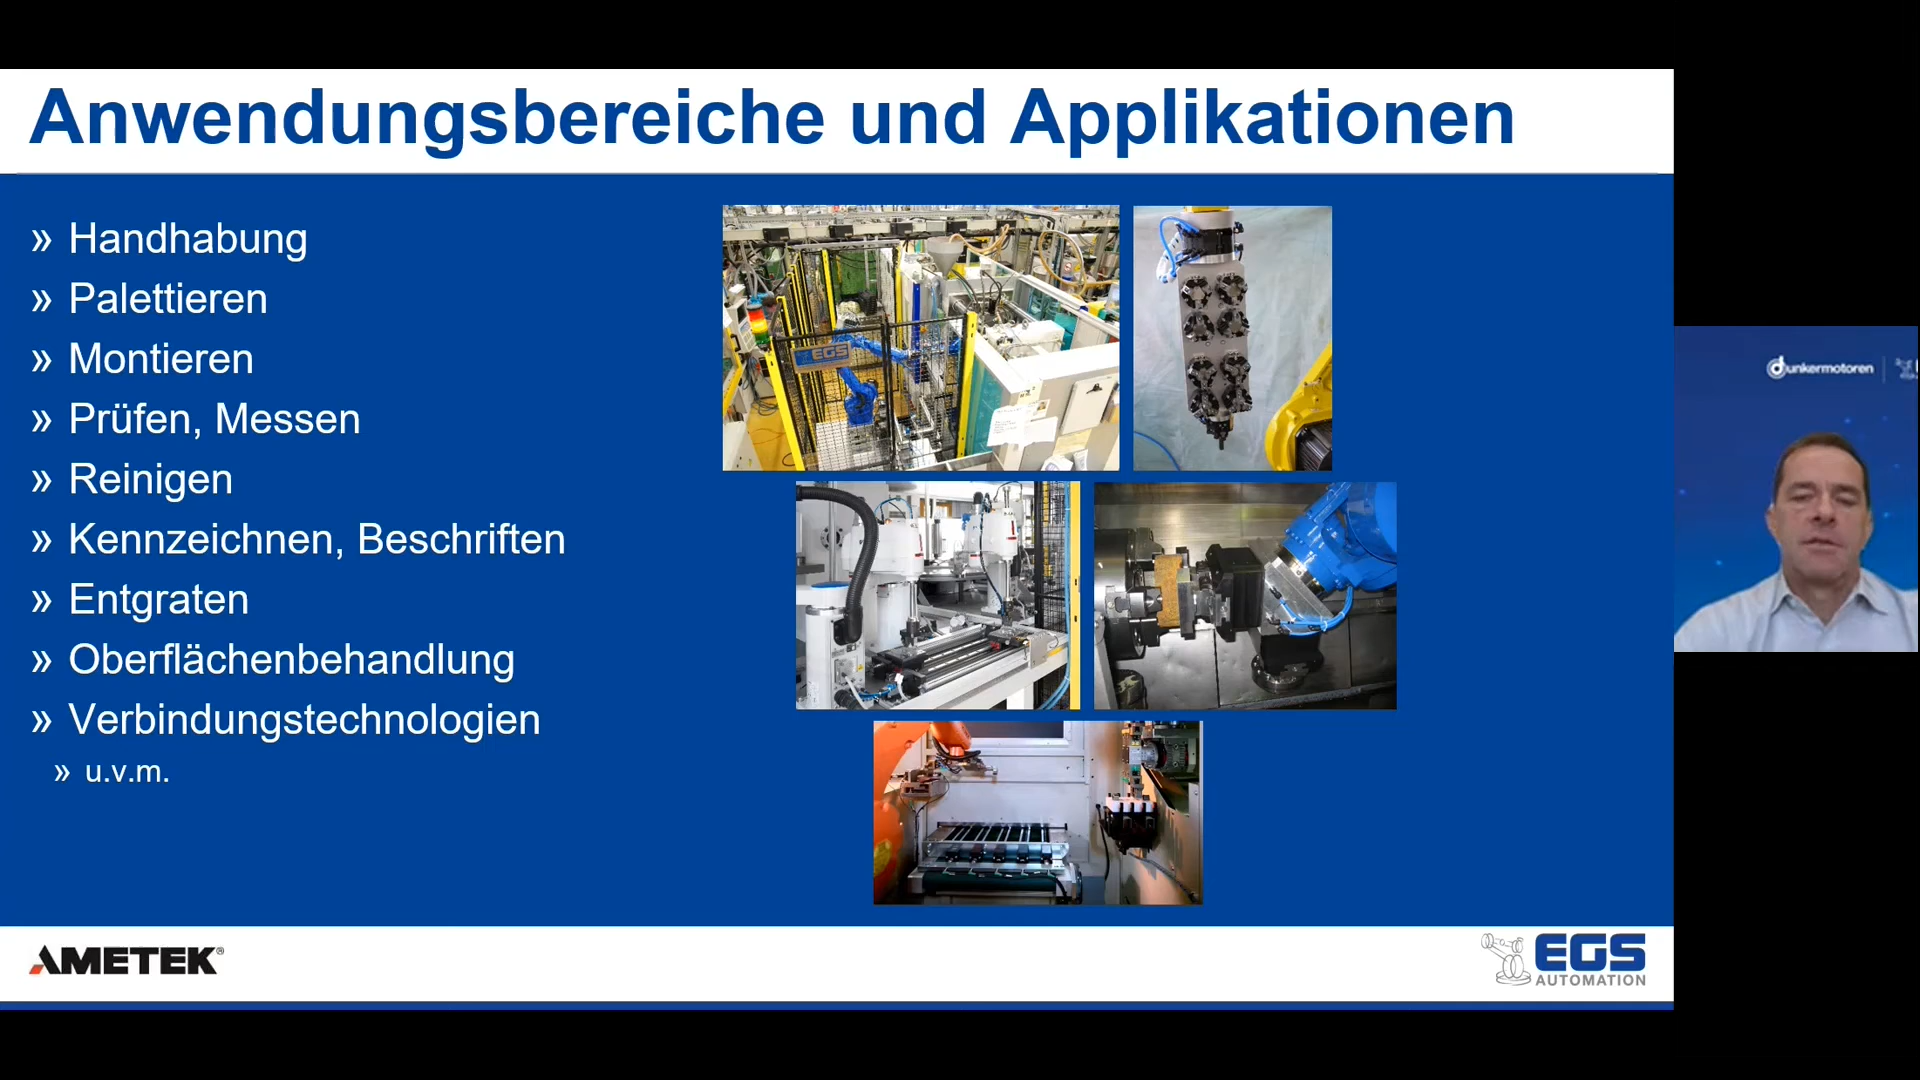 Anwendungsbereiche und Applikationen
» Handhabung
» Palettieren
» Montieren
» Prüfen, Messen
» Reinigen
» Kennzeichnen, Beschriften
» Entgraten
» Oberflächenbehandlung
» Verbindungstechnologien
» u.v.m.
EGS
dunkermotoren
AMETEK®
EGS
AUTOMATION